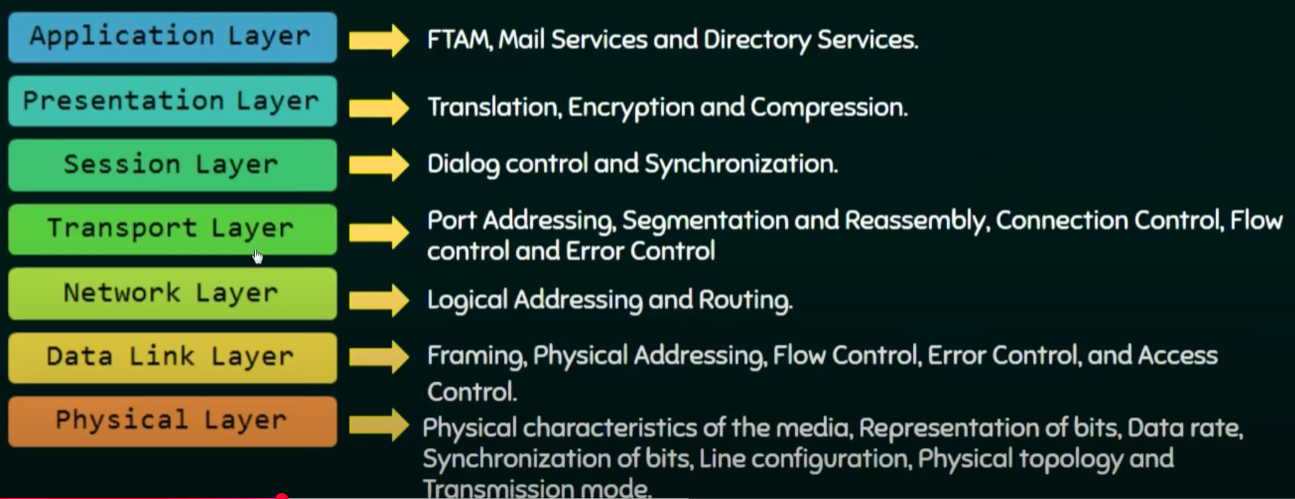 Application Layer
FTAM, Mail Services and Directory Services.
Presentation Layer
Translation, Encryption and Compression.
Session Layer
Dialog control and Synchronization.
Transport Layer
Port Addressing, Segmentation and Reassembly, Connection Control, Flow
control and Error Control
Network Layer
Logical Addressing and Routing.
Data Link Layer
Framing, Physical Addressing, Flow Control, Error Control, and Access
Control.
Physical Layer
Physical characteristics of the media, Representation of bits, Data rate,
Synchronization of bits, Line configuration, Physical topology and
Transmission mode.